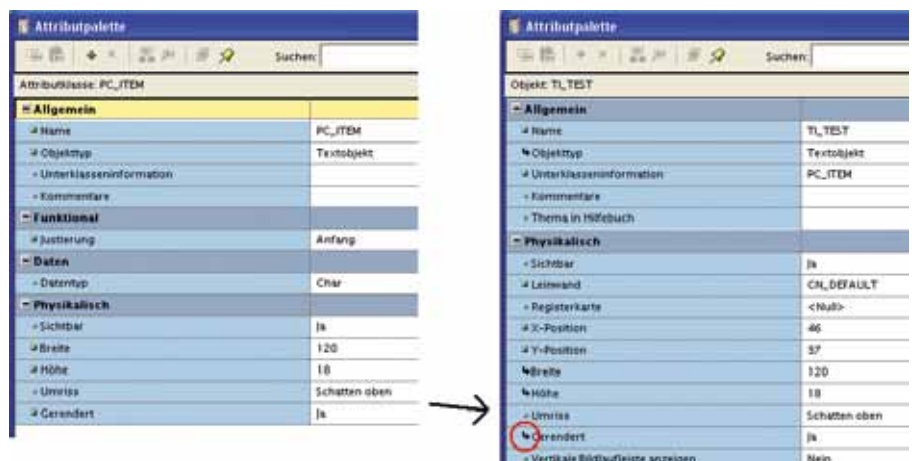 Attributpalette
Suchen:
Attributklasse: PC_ITEM
Allgemein
Name PC_ITEM
Objekttyp Textobjekt
Unterklasseninformation
Kommentare
Funktional
Justierung Anfang
Daten
Datentyp Char
Physikalisch
Sichtbar Ja
Breite 120
Höhe 18
Umriss Schatten oben
Gerendert Ja
Attributpalette
Suchen:
Objekt: TI_TEST
Allgemein
Name TI_TEST
Objekttyp Textobjekt
Unterklasseninformation PC_ITEM
Kommentare
Thema in Hilfebuch
Physikalisch
Sichtbar Ja
Leinwand CN_DEFAULT
Registerkarte <Null>
X-Position 46
Y-Position 57
Breite 120
Höhe 18
Umriss Schatten oben
Gerendert Ja
Vertikale Bildlaufleiste anzeigen Nein